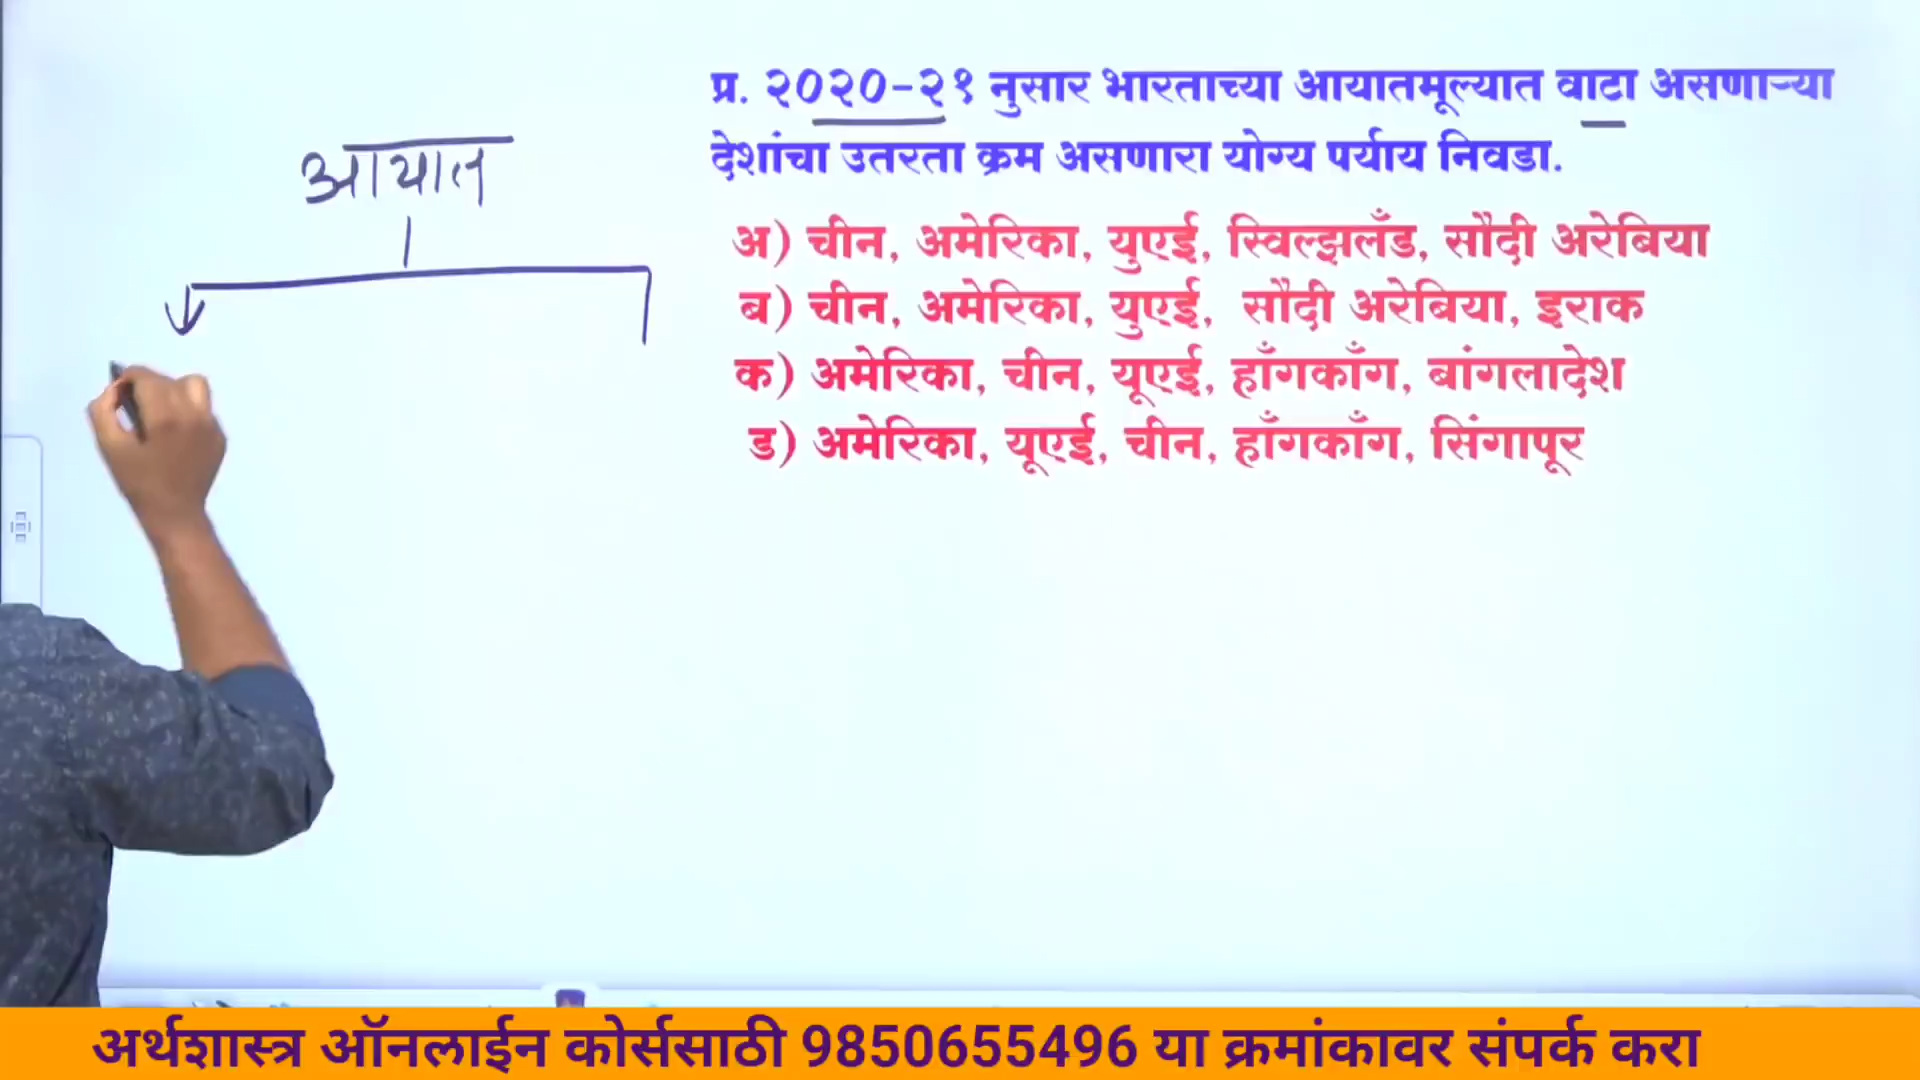 आयात
प्र. २०२०-२१ नुसार भारताच्या आयातमूल्यात वाटा असणाऱ्या
देशांचा उतरता क्रम असणारा योग्य पर्याय निवडा.
अ) चीन, अमेरिका, युएई, स्विल्झलँड, सौदी अरेबिया
ब) चीन, अमेरिका, युएई, सौदी अरेबिया, इराक
क) अमेरिका, चीन, यूएई, हाँगकाँग, बांगलादेश
ड) अमेरिका, यूएई, चीन, हाँगकाँग, सिंगापूर
अर्थशास्त्र ऑनलाईन कोर्ससाठी 9850655496 या क्रमांकावर संपर्क करा